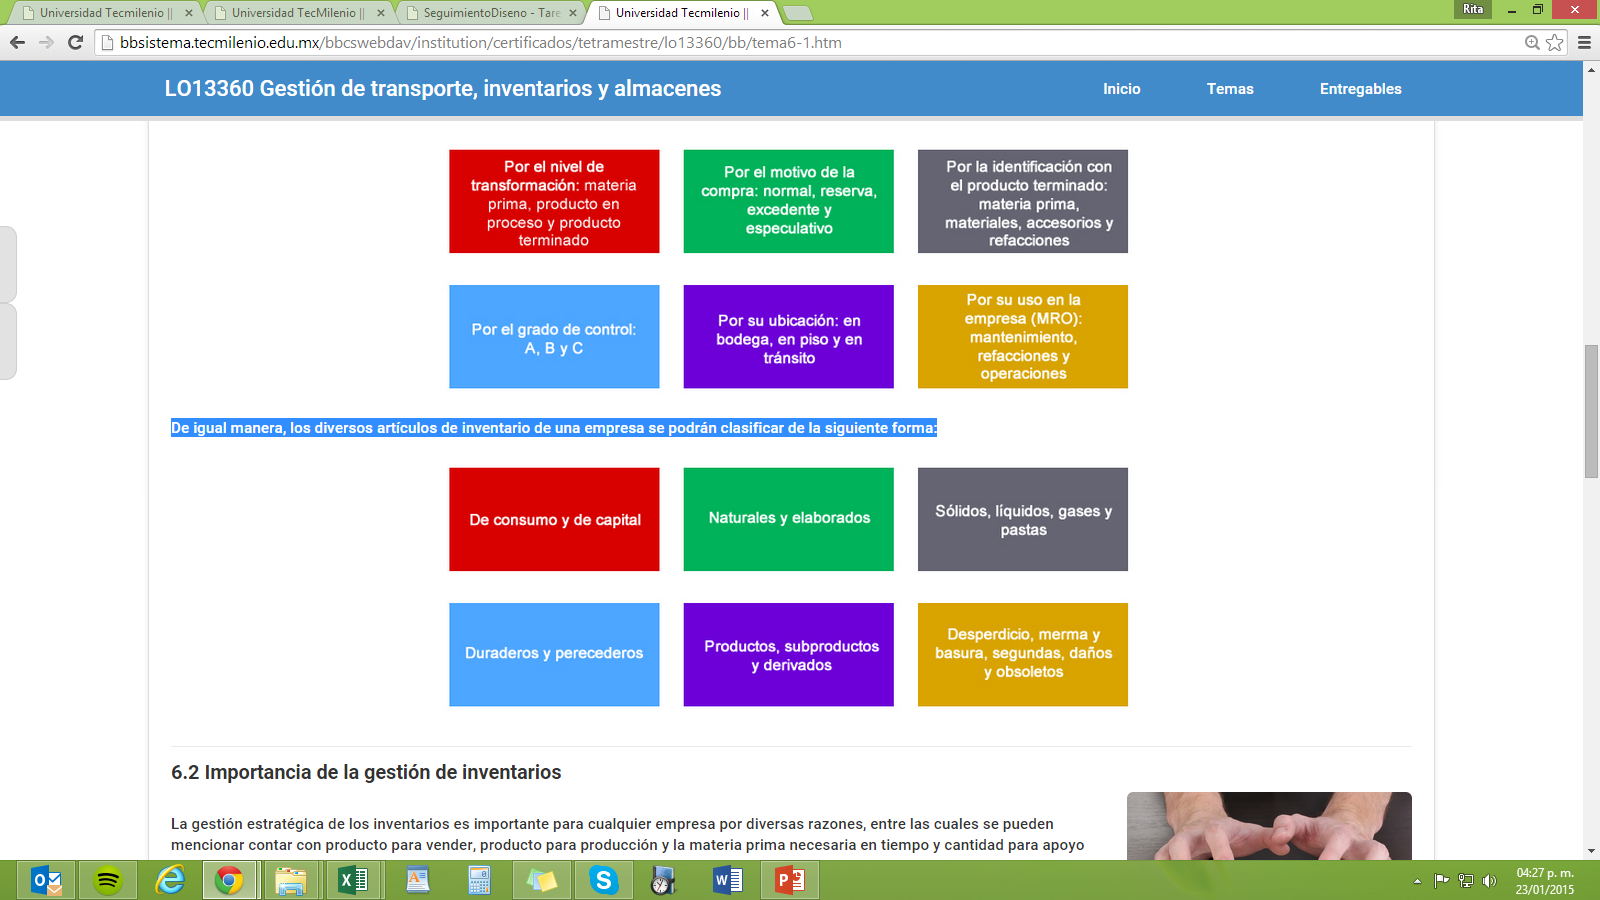 Universidad Tecmilenio ||
Universidad TecMilenio ||
SeguimientoDiseno - Tare
Universidad Tecmilenio ||
Rita
bbsistema.tecmilenio.edu.mx/bbcswebdav/institution/certificados/tetramestre/lo13360/bb/tema6-1.htm
LO13360 Gestión de transporte, inventarios y almacenes
Inicio
Temas
Entregables
Por el nivel de
transformación: materia
prima, producto en
proceso y producto
terminado
Por el motivo de la
compra: normal, reserva,
excedente y
especulativo
Por la identificación con
el producto terminado:
materia prima,
materiales, accesorios y
refacciones
Por el grado de control:
A, B y C
Por su ubicación: en
bodega, en piso y en
tránsito
Por su uso en la
empresa (MRO):
mantenimiento,
refacciones y
operaciones
De igual manera, los diversos artículos de inventario de una empresa se podrán clasificar de la siguiente forma:
De consumo y de capital
Naturales y elaborados
Sólidos, líquidos, gases y
pastas
Duraderos y perecederos
Productos, subproductos
y derivados
Desperdicio, merma y
basura, segundas, daños
y obsoletos
6.2 Importancia de la gestión de inventarios
La gestión estratégica de los inventarios es importante para cualquier empresa por diversas razones, entre las cuales se pueden
mencionar contar con producto para vender, producto para producción y la materia prima necesaria en tiempo y cantidad para apoyo
04:27 p. m.
23/01/2015